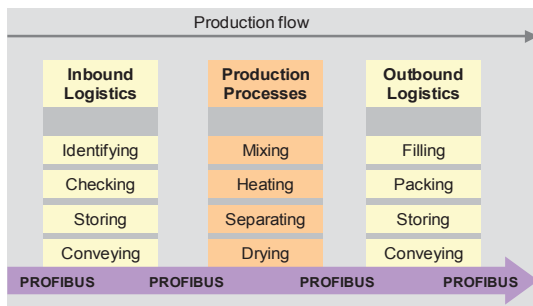 Production flow
Inbound
Logistics
Production
Processes
Outbound
Logistics
Identifying
Mixing
Filling
Checking
Heating
Packing
Storing
Separating
Storing
Conveying
Drying
Conveying
PROFIBUS PROFIBUS PROFIBUS PROFIBUS